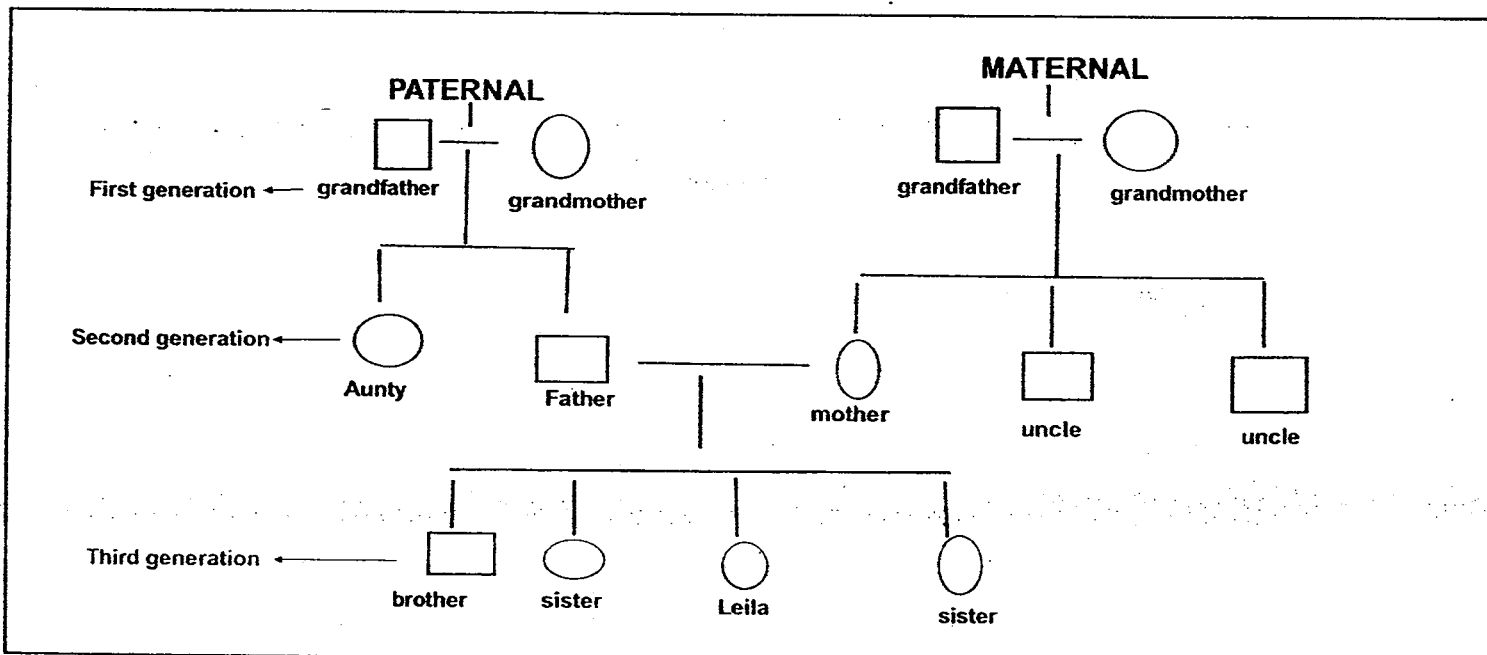 PATERNAL
MATERNAL
First generation
grandfather
grandmother
grandfather
grandmother
Second generation
Aunty
Father
mother
uncle
uncle
Third generation
brother
sister
Leila
sister